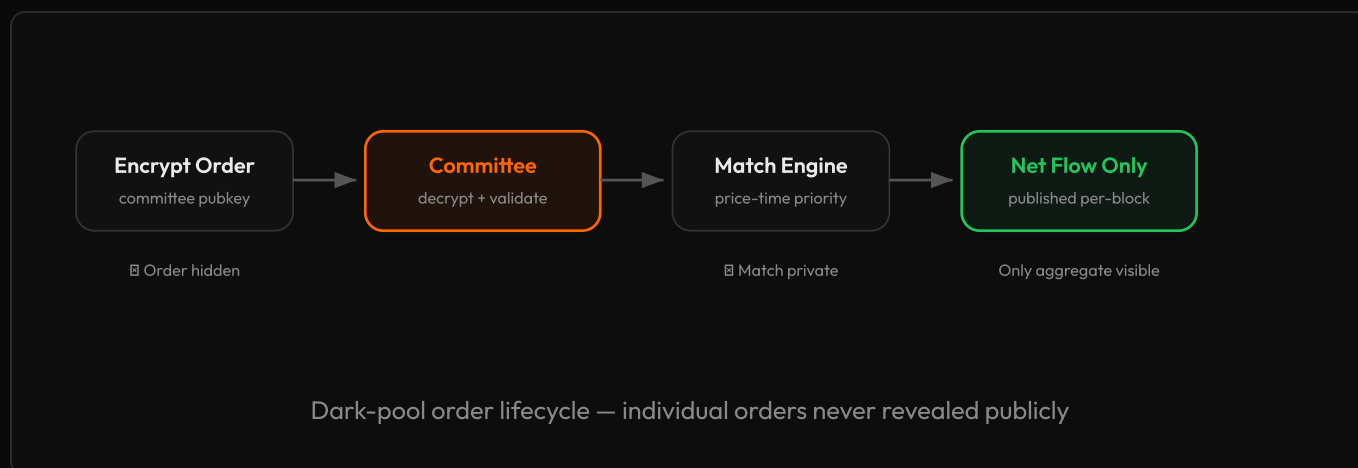 Encrypt Order
committee pubkey
Order hidden
Committee
decrypt + validate
Match Engine
price-time priority
Match private
Net Flow Only
published per-block
Only aggregate visible
Dark-pool order lifecycle — individual orders never revealed publicly